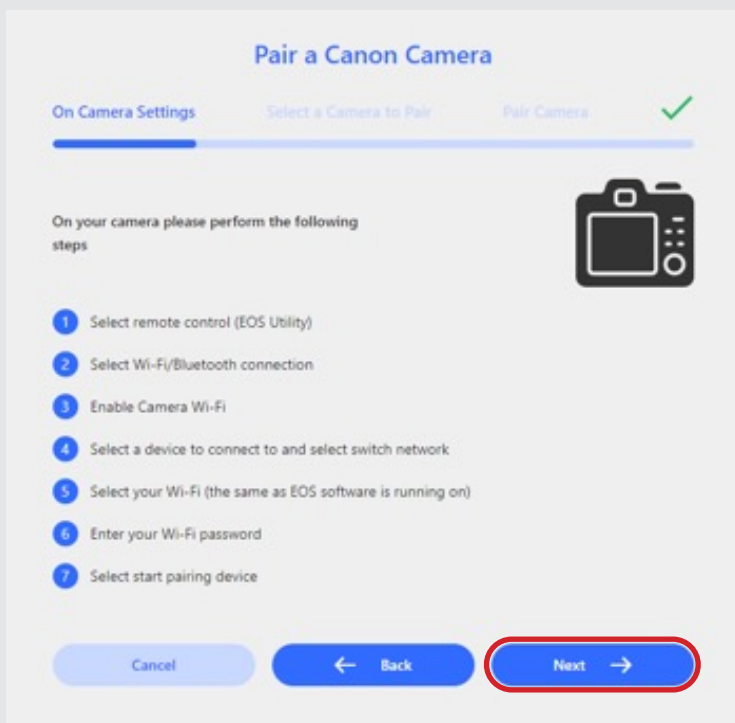 Pair a Canon Camera
On Camera Settings
Select a Camera to Pair
Pair Camera
On your camera please perform the following
steps
1 Select remote control (EOS Utility)
2 Select Wi-Fi/Bluetooth connection
3 Enable Camera Wi-Fi
4 Select a device to connect to and select switch network
5 Select your Wi-Fi (the same as EOS software is running on)
6 Enter your Wi-Fi password
7 Select start pairing device
Cancel
← Back
Next →